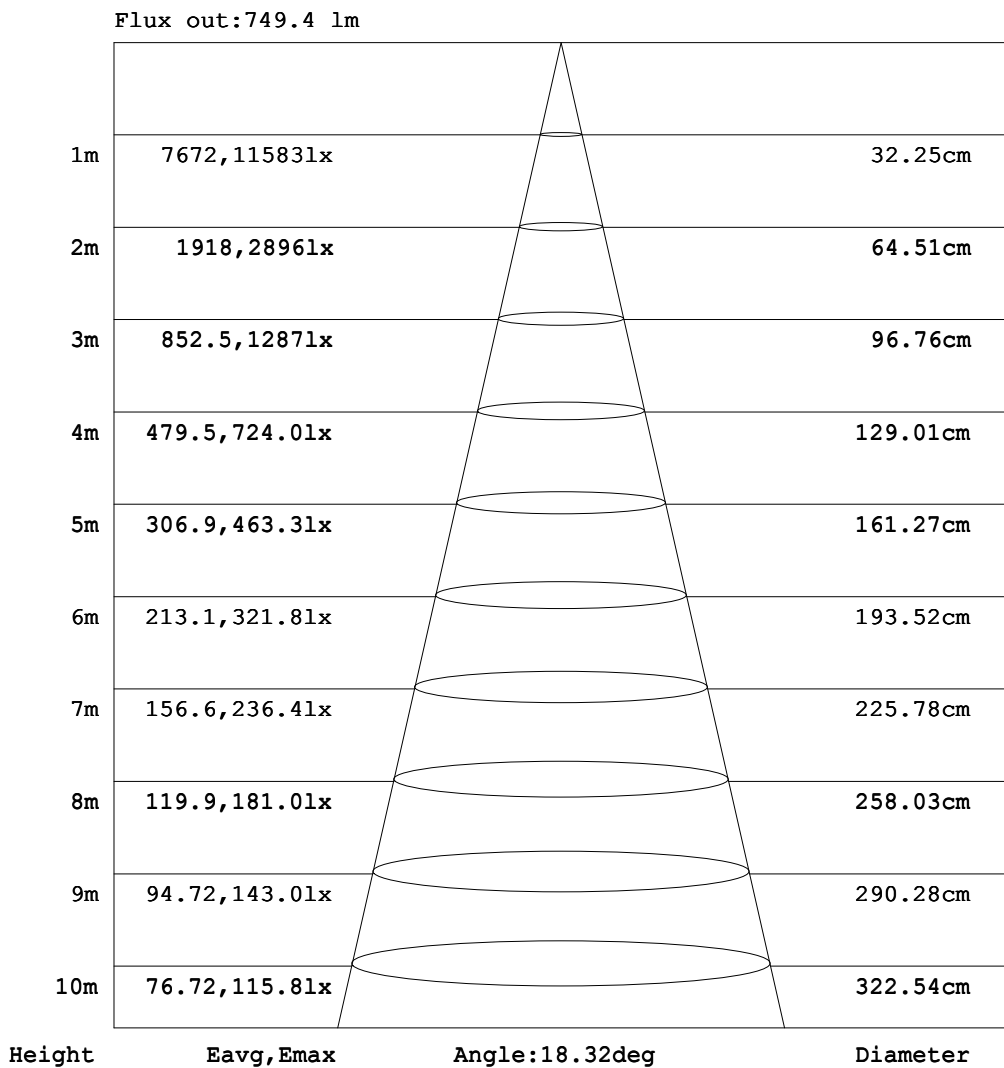 Flux out:749.4 lm
1m 7672,11583lx 32.25cm
2m 1918,2896lx 64.51cm
3m 852.5,1287lx 96.76cm
4m 479.5,724.0lx 129.01cm
5m 306.9,463.3lx 161.27cm
6m 213.1,321.8lx 193.52cm
7m 156.6,236.4lx 225.78cm
8m 119.9,181.0lx 258.03cm
9m 94.72,143.0lx 290.28cm
10m 76.72,115.8lx 322.54cm
Height Eavg,Emax Angle:18.32deg Diameter